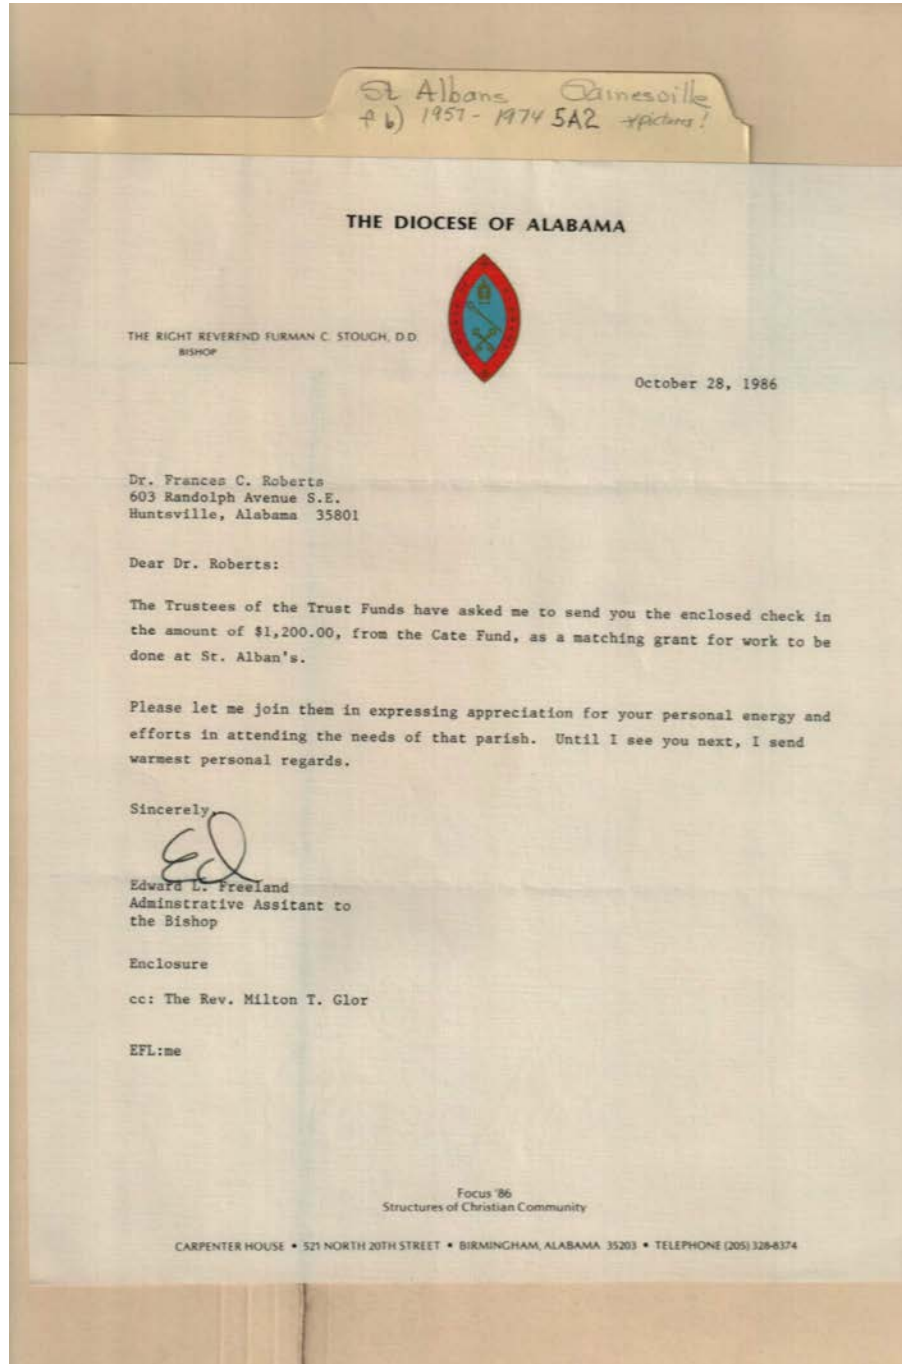 St Albans Gainesville
f b) 1957 - 1974 5A2 + pictures!
THE DIOCESE OF ALABAMA
THE RIGHT REVEREND FURMAN C. STOUGH, D.D.
BISHOP
October 28, 1986
Dr. Frances C. Roberts
603 Randolph Avenue S.E.
Huntsville, Alabama 35801
Dear Dr. Roberts:
The Trustees of the Trust Funds have asked me to send you the enclosed check in
the amount of $1,200.00, from the Cate Fund, as a matching grant for work to be
done at St. Alban's.
Please let me join them in expressing appreciation for your personal energy and
efforts in attending the needs of that parish. Until I see you next, I send
warmest personal regards.
Sincerely,
Ed
Edward L. Freeland
Adminstrative Assitant to
the Bishop
Enclosure
cc: The Rev. Milton T. Glor
EFL:me
Focus '86
Structures of Christian Community
CARPENTER HOUSE • 521 NORTH 20TH STREET • BIRMINGHAM, ALABAMA 35203 • TELEPHONE (205) 328-8374